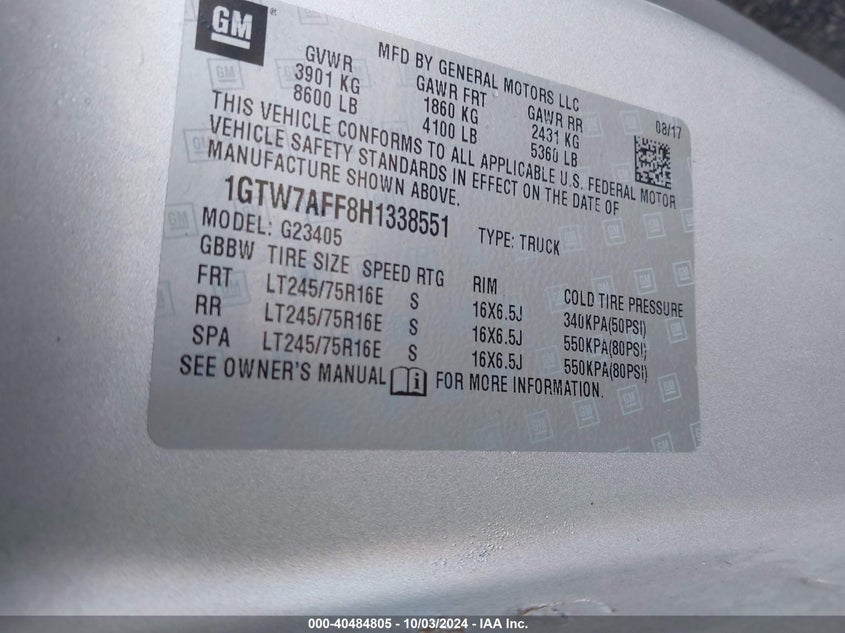 GM
MFD BY GENERAL MOTORS LLC
GVWR GAWR FRT GAWR RR 08/17
3901 KG 1860 KG 2431 KG
8600 LB 4100 LB 5360 LB
THIS VEHICLE CONFORMS TO ALL APPLICABLE U.S. FEDERAL MOTOR
VEHICLE SAFETY STANDARDS IN EFFECT ON THE DATE OF
MANUFACTURE SHOWN ABOVE.
1GTW7AFF8H1338551 TYPE: TRUCK
MODEL: G23405
GBBW TIRE SIZE SPEED RTG RIM COLD TIRE PRESSURE
FRT LT245/75R16E S 16X6.5J 340KPA(50PSI)
RR LT245/75R16E S 16X6.5J 550KPA(80PSI)
SPA LT245/75R16E S 16X6.5J 550KPA(80PSI)
SEE OWNER'S MANUAL i FOR MORE INFORMATION.
000-40484805 - 10/03/2024 - IAA Inc.